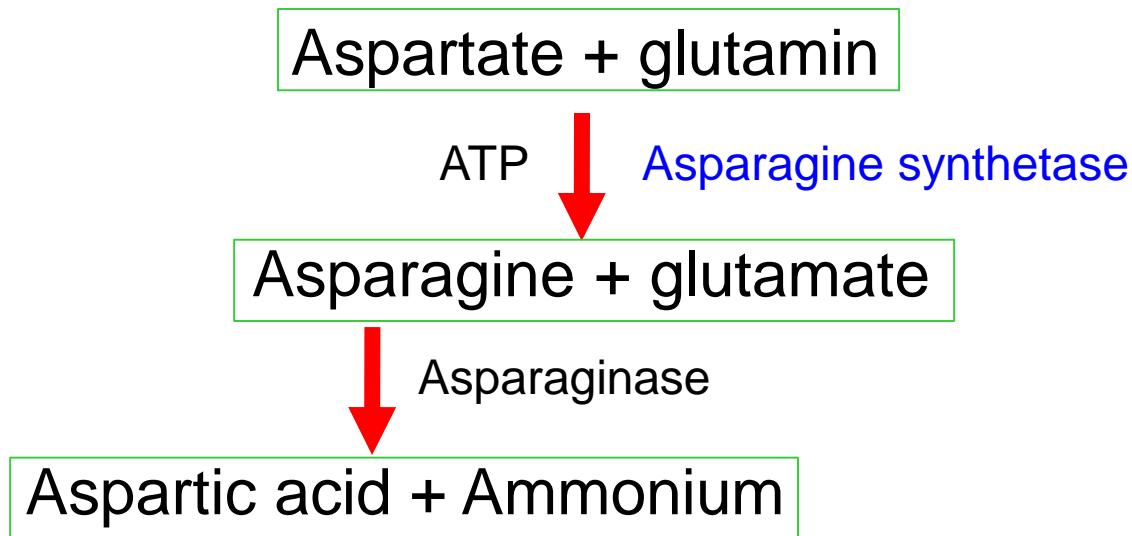 Aspartate + glutamin
ATP Asparagine synthetase
Asparagine + glutamate
Asparaginase
Aspartic acid + Ammonium